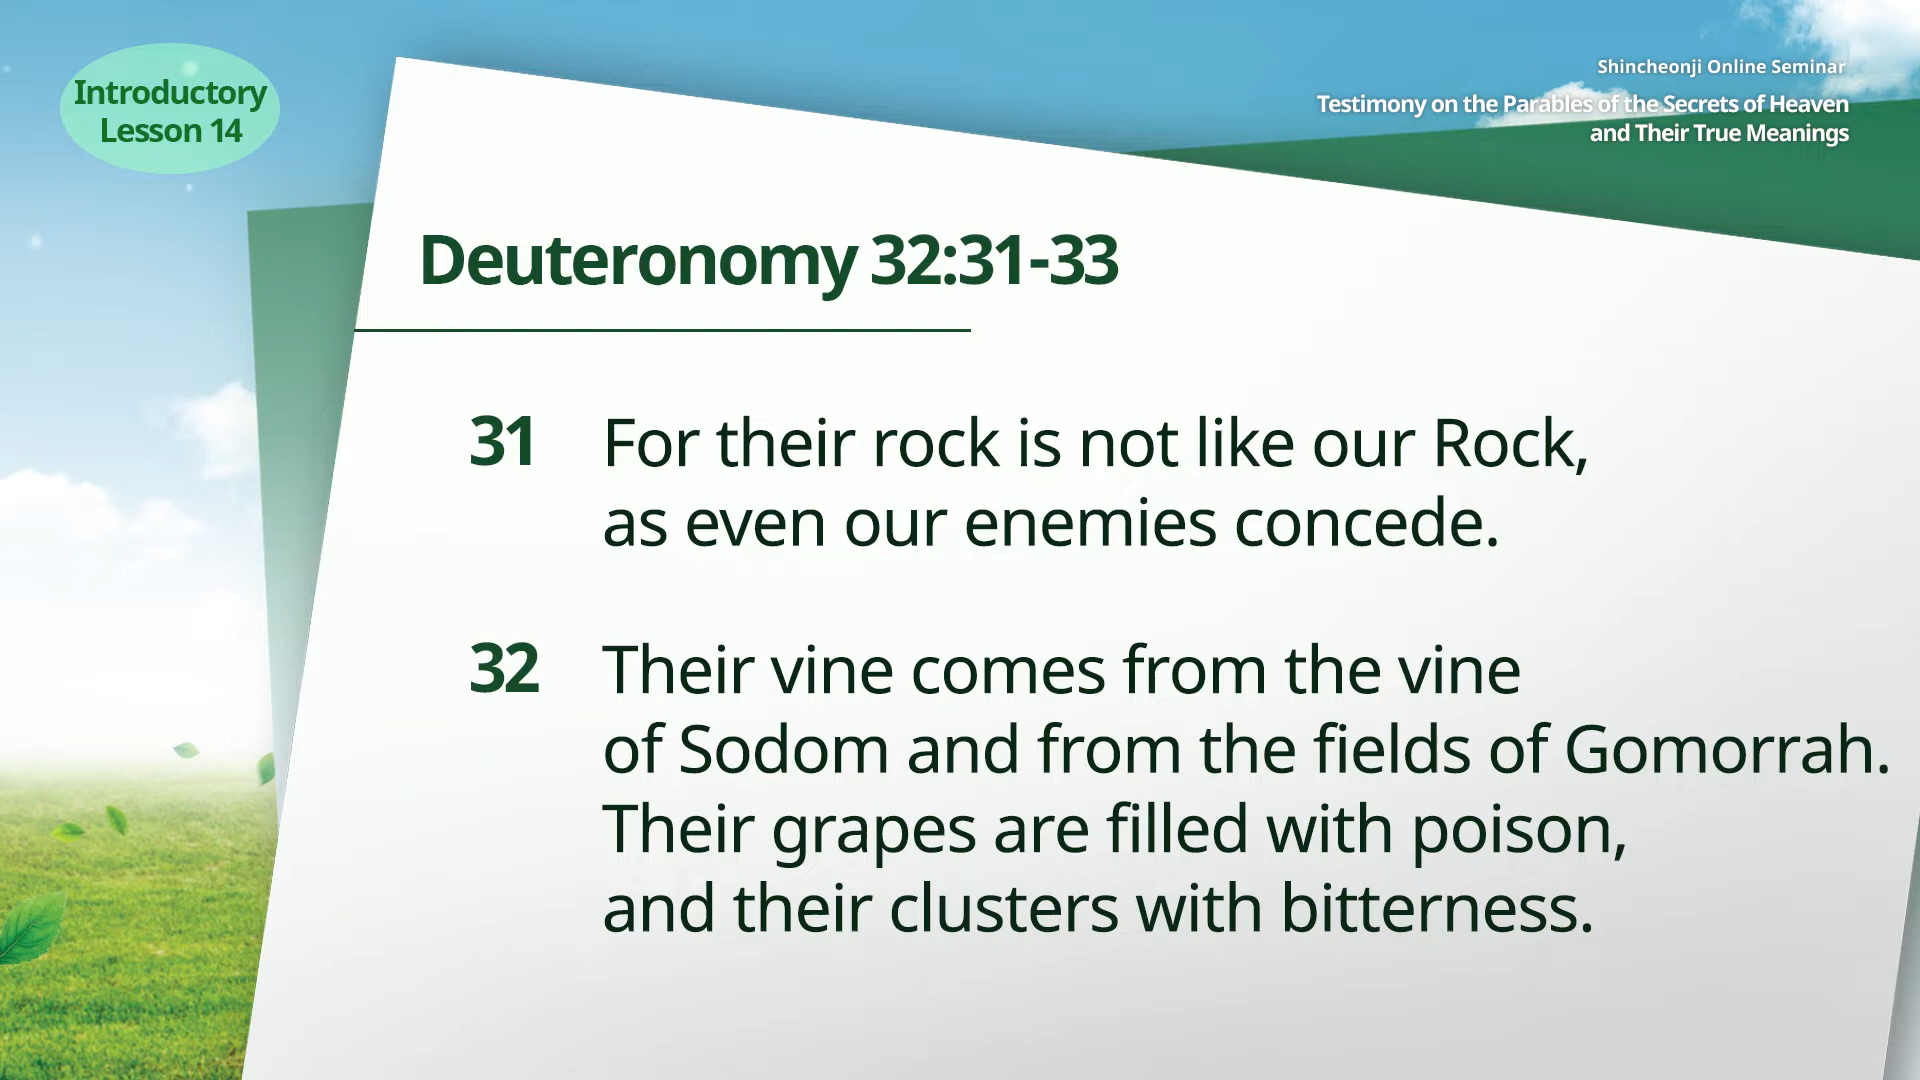 Introductory
Lesson 14
Shincheonji Online Seminar
Testimony on the Parables of the Secrets of Heaven
and Their True Meanings
Deuteronomy 32:31-33
31 For their rock is not like our Rock,
as even our enemies concede.
32 Their vine comes from the vine
of Sodom and from the fields of Gomorrah.
Their grapes are filled with poison,
and their clusters with bitterness.